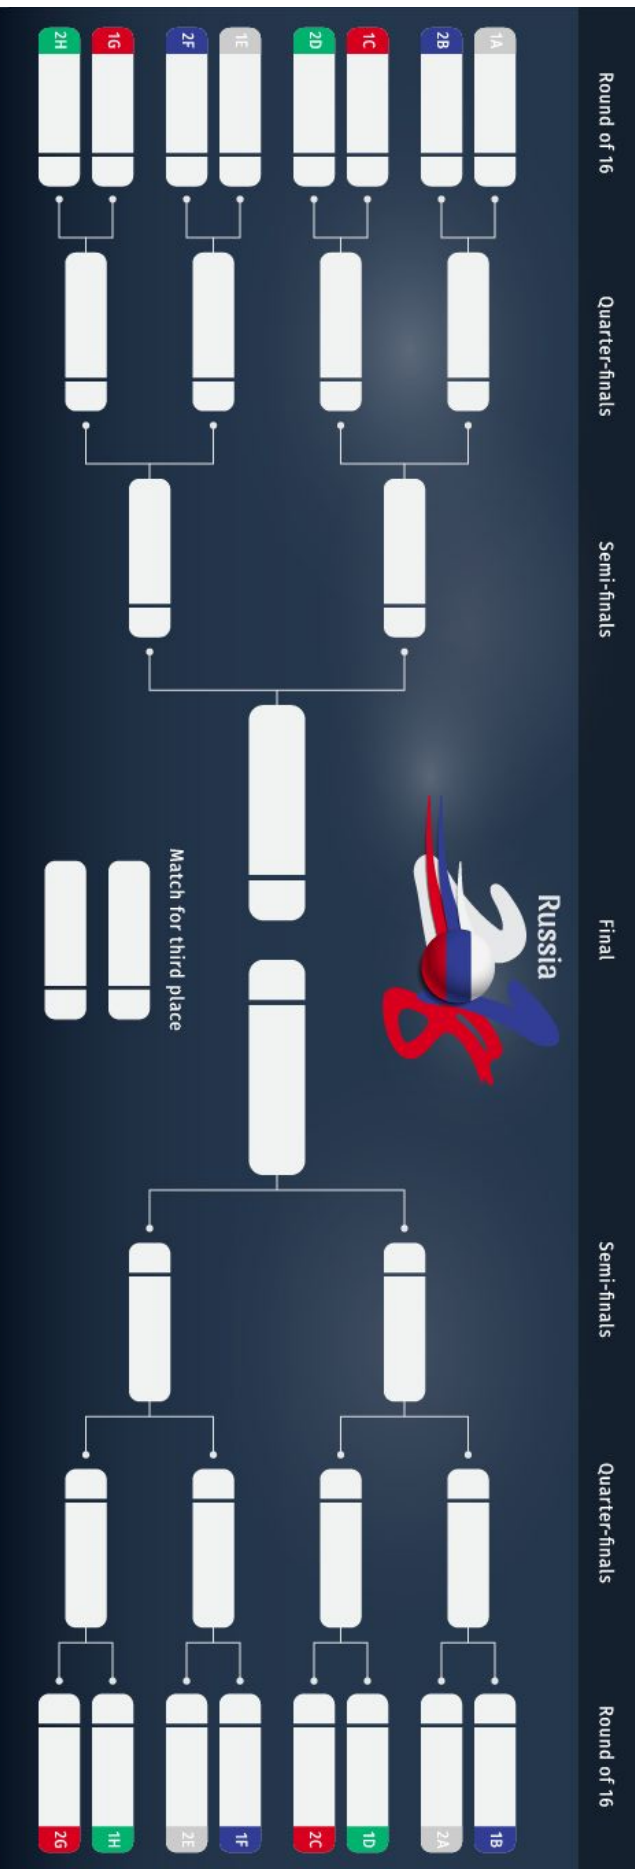 Round of 16
Quarter-finals
Semi-finals
Final
Semi-finals
Quarter-finals
Round of 16
1A
2B
1C
2D
1E
2F
1G
2H
Russia
2018
Match for third place
1B
2A
1D
2C
1F
2E
1H
2G